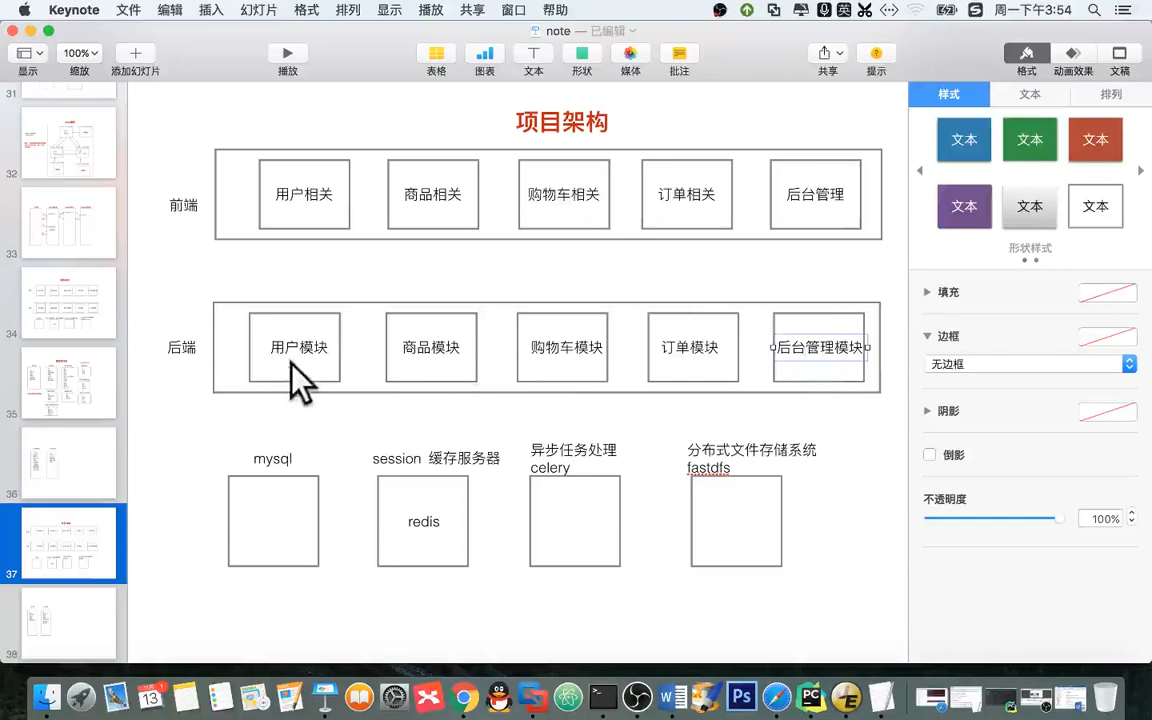 Keynote 文件 编辑 插入 幻灯片 格式 排列 显示 播放 共享 窗口 帮助
英 周一下午3:54
note — 已编辑
100%
显示 缩放 添加幻灯片 播放 表格 图表 文本 形状 媒体 批注 共享 提示 格式 动画效果 文稿
样式 文本 排列
文本 文本 文本
文本 文本 文本
形状样式
填充
边框
无边框
阴影
倒影
不透明度
100%
31
32
33
34
35
36
37
38
项目架构
前端
用户相关 商品相关 购物车相关 订单相关 后台管理
后端
用户模块 商品模块 购物车模块 订单模块 后台管理模块
mysql
session 缓存服务器
异步任务处理
celery
分布式文件存储系统
fastdfs
redis
13
Ps
PC